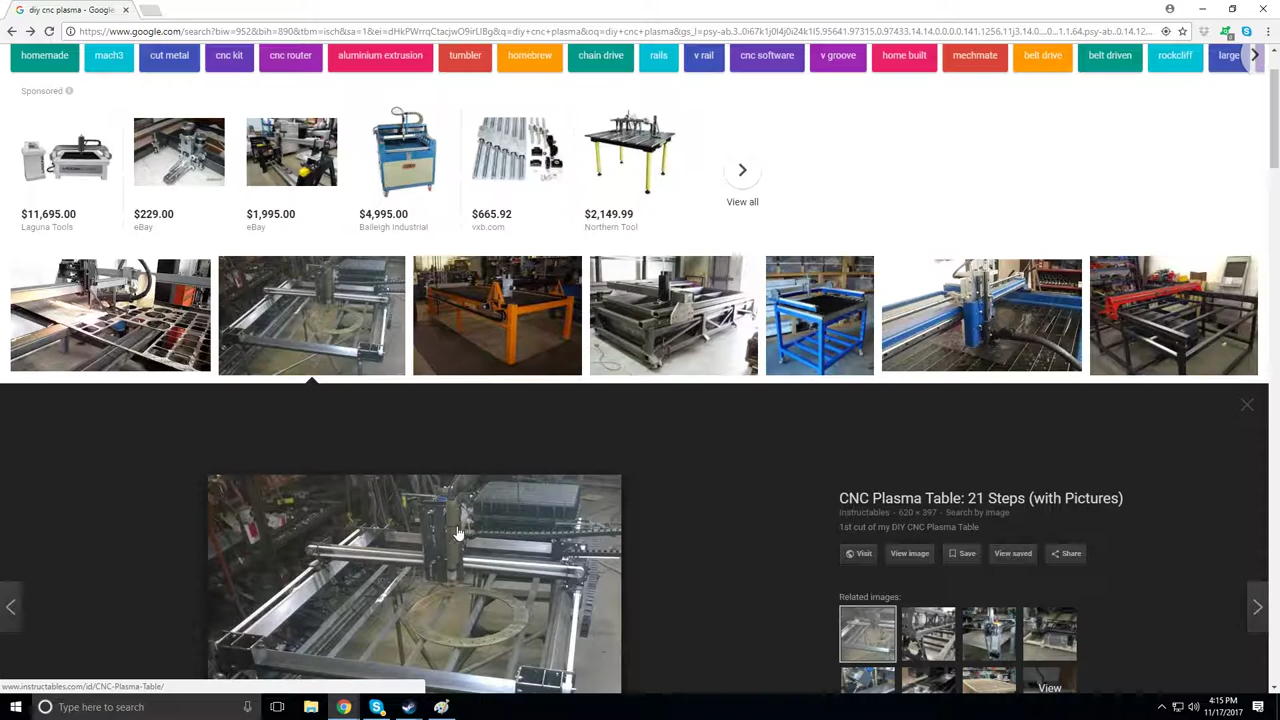 diy cnc plasma - Google
https://www.google.com/search?biw=952&bih=890&tbm=isch&sa=1&ei=dHkPWrrqCtacjwO9irLIBg&q=diy+cnc+plasma&oq=diy+cnc+plasma&gs_l=psy-ab.3..0i67k1j0l4j0i24k1l5.95641.97315.0.97433.14.14.0.0.0.0.141.1256.11j3.14.0....0...1.1.64.psy-ab..0.14.12...
homemade mach3 cut metal cnc kit cnc router aluminium extrusion tumbler homebrew chain drive rails v rail cnc software v groove home built mechmate belt drive belt driven rockcliff large
Sponsored
$11,695.00 $229.00 $1,995.00 $4,995.00 $665.92 $2,149.99
Laguna Tools eBay eBay Baileigh Industrial vxb.com Northern Tool
View all
CNC Plasma Table: 21 Steps (with Pictures)
Instructables - 620 × 397 - Search by image
1st cut of my DIY CNC Plasma Table
Visit View image Save View saved Share
Related images:
View
www.instructables.com/id/CNC-Plasma-Table/
Type here to search
4:15 PM
11/17/2017